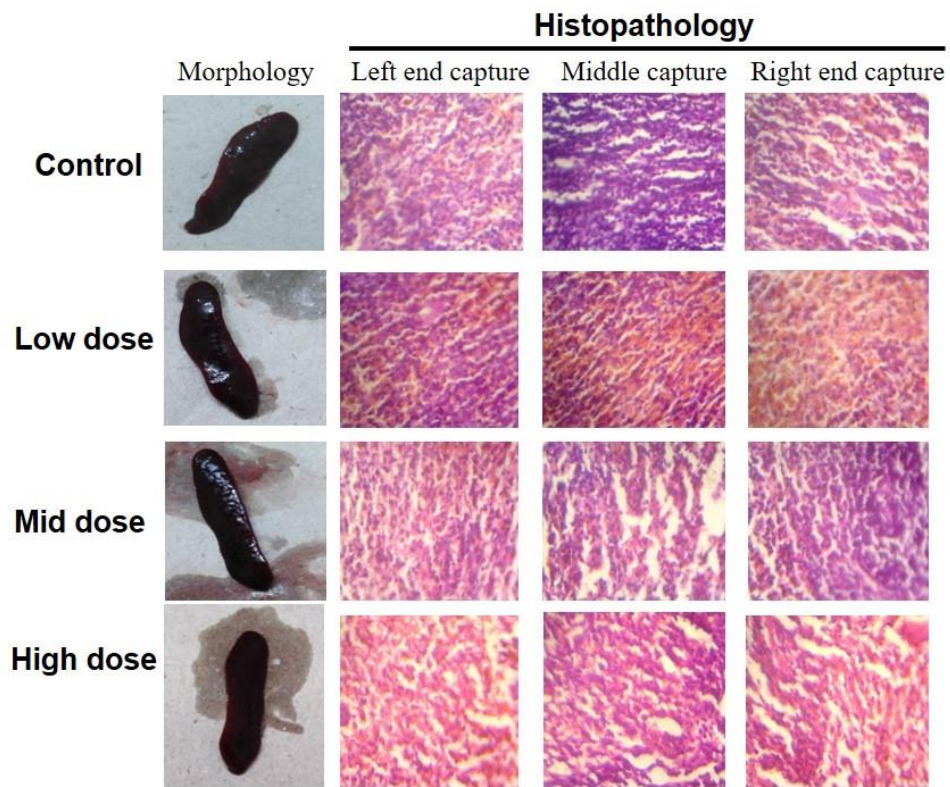 Histopathology
Morphology Left end capture Middle capture Right end capture
Control
Low dose
Mid dose
High dose